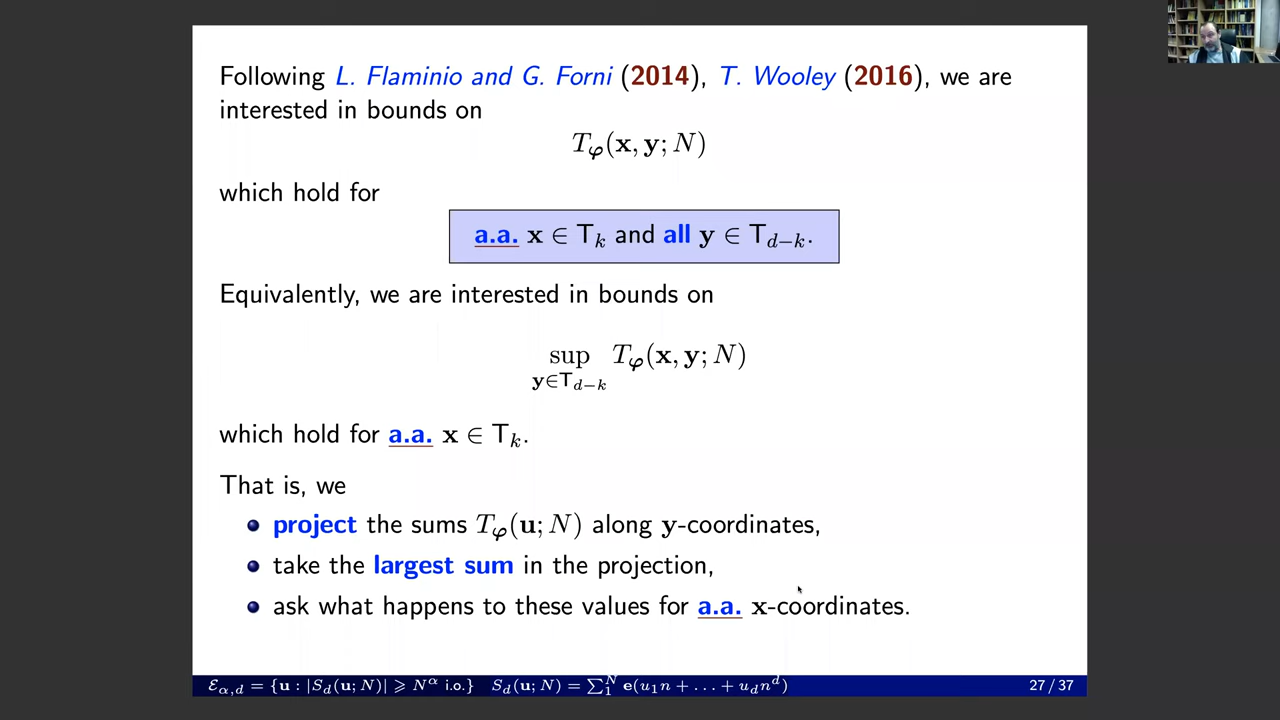 Following L. Flaminio and G. Forni (2014), T. Wooley (2016), we are
interested in bounds on
T_φ(x, y; N)
which hold for
a.a. x ∈ T_k and all y ∈ T_{d−k}.
Equivalently, we are interested in bounds on
sup_{y∈T_{d−k}} T_φ(x, y; N)
which hold for a.a. x ∈ T_k.
That is, we
project the sums T_φ(u; N) along y-coordinates,
take the largest sum in the projection,
ask what happens to these values for a.a. x-coordinates.
ℰ_{α,d} = {u : |S_d(u; N)| ⩾ N^α i.o.} S_d(u; N) = ∑_1^N e(u_1n + . . . + u_dn^d) 27 / 37